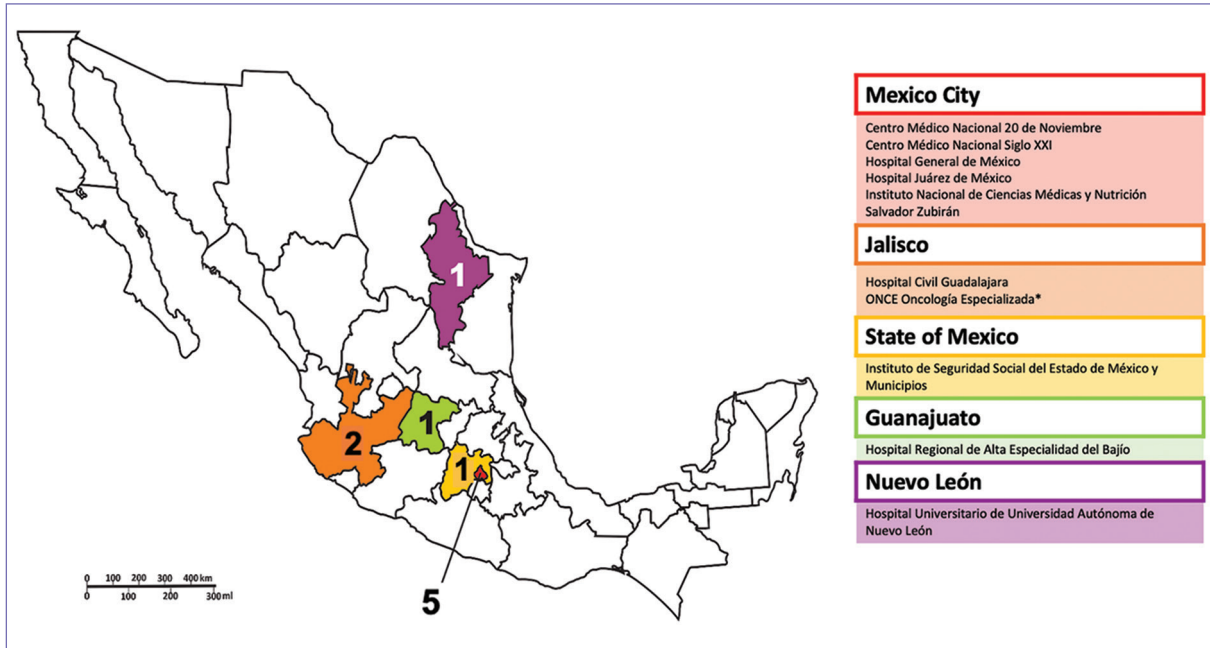 1
2
1
1
5
0 100 200 300 400 km
0 100 200 300 ml
Mexico City
Centro Médico Nacional 20 de Noviembre
Centro Médico Nacional Siglo XXI
Hospital General de México
Hospital Juárez de México
Instituto Nacional de Ciencias Médicas y Nutrición
Salvador Zubirán
Jalisco
Hospital Civil Guadalajara
ONCE Oncología Especializada*
State of Mexico
Instituto de Seguridad Social del Estado de México y
Municipios
Guanajuato
Hospital Regional de Alta Especialidad del Bajío
Nuevo León
Hospital Universitario de Universidad Autónoma de
Nuevo León